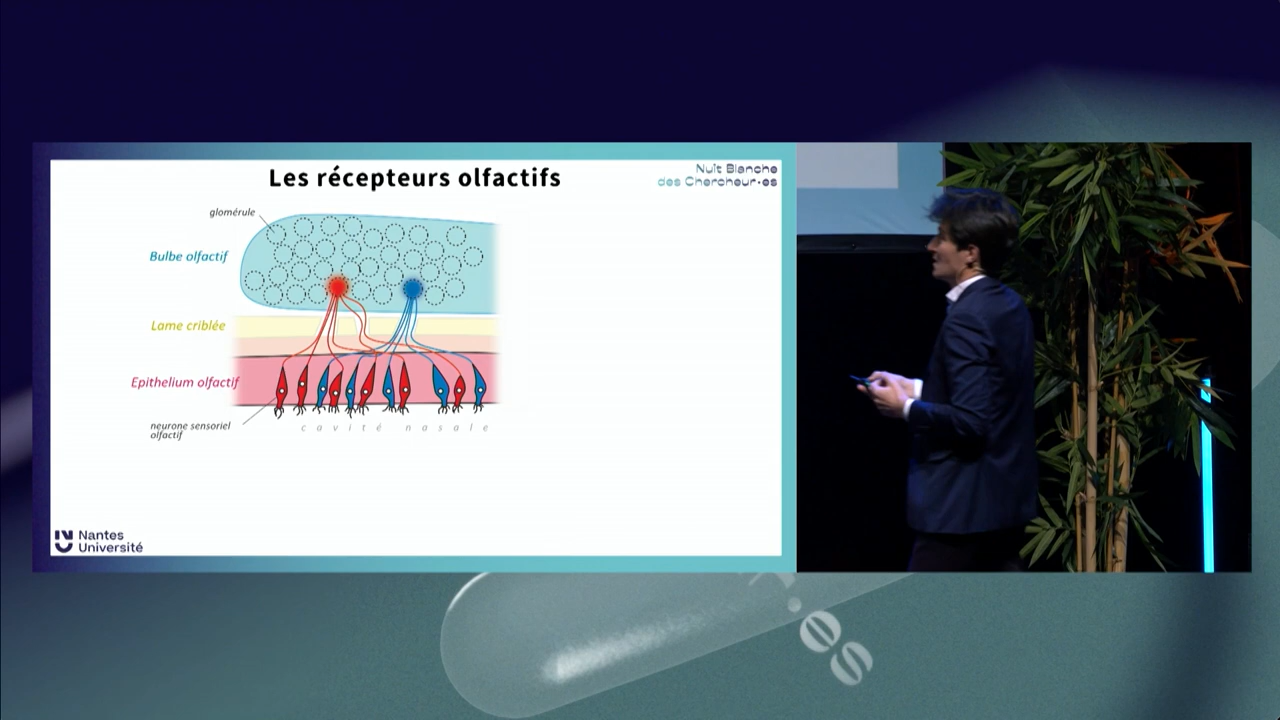 Les récepteurs olfactifs
Nuit Blanche
des Chercheur·es
glomérule
Bulbe olfactif
Lame criblée
Epithelium olfactif
neurone sensoriel
olfactif
cavité nasale
Nantes
Université
.es